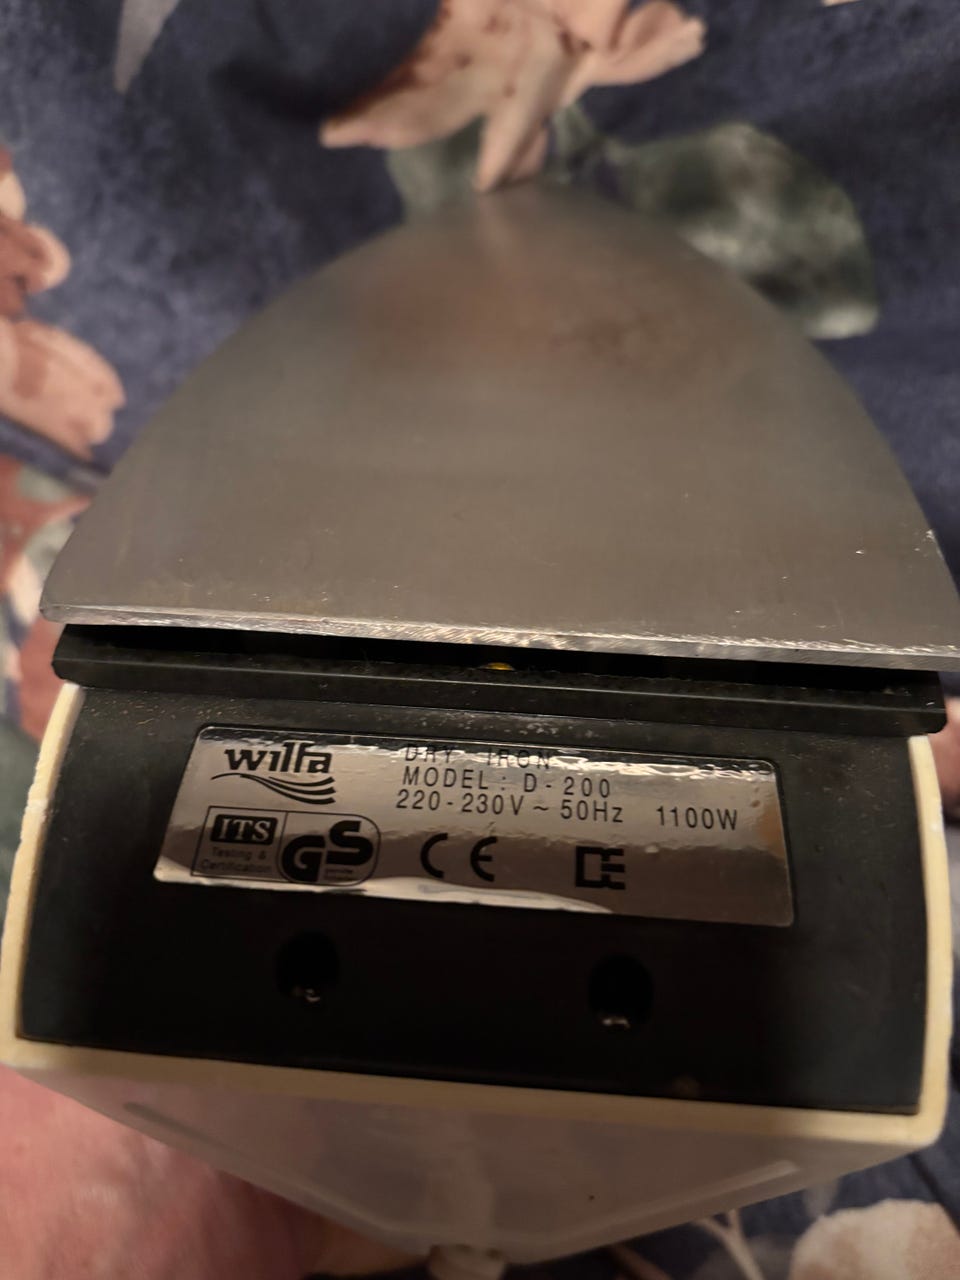 wilfa
DRY IRON
MODEL : D-200
220-230V ~ 50Hz 1100W
ITS
Testing &
Certification
GS
CE